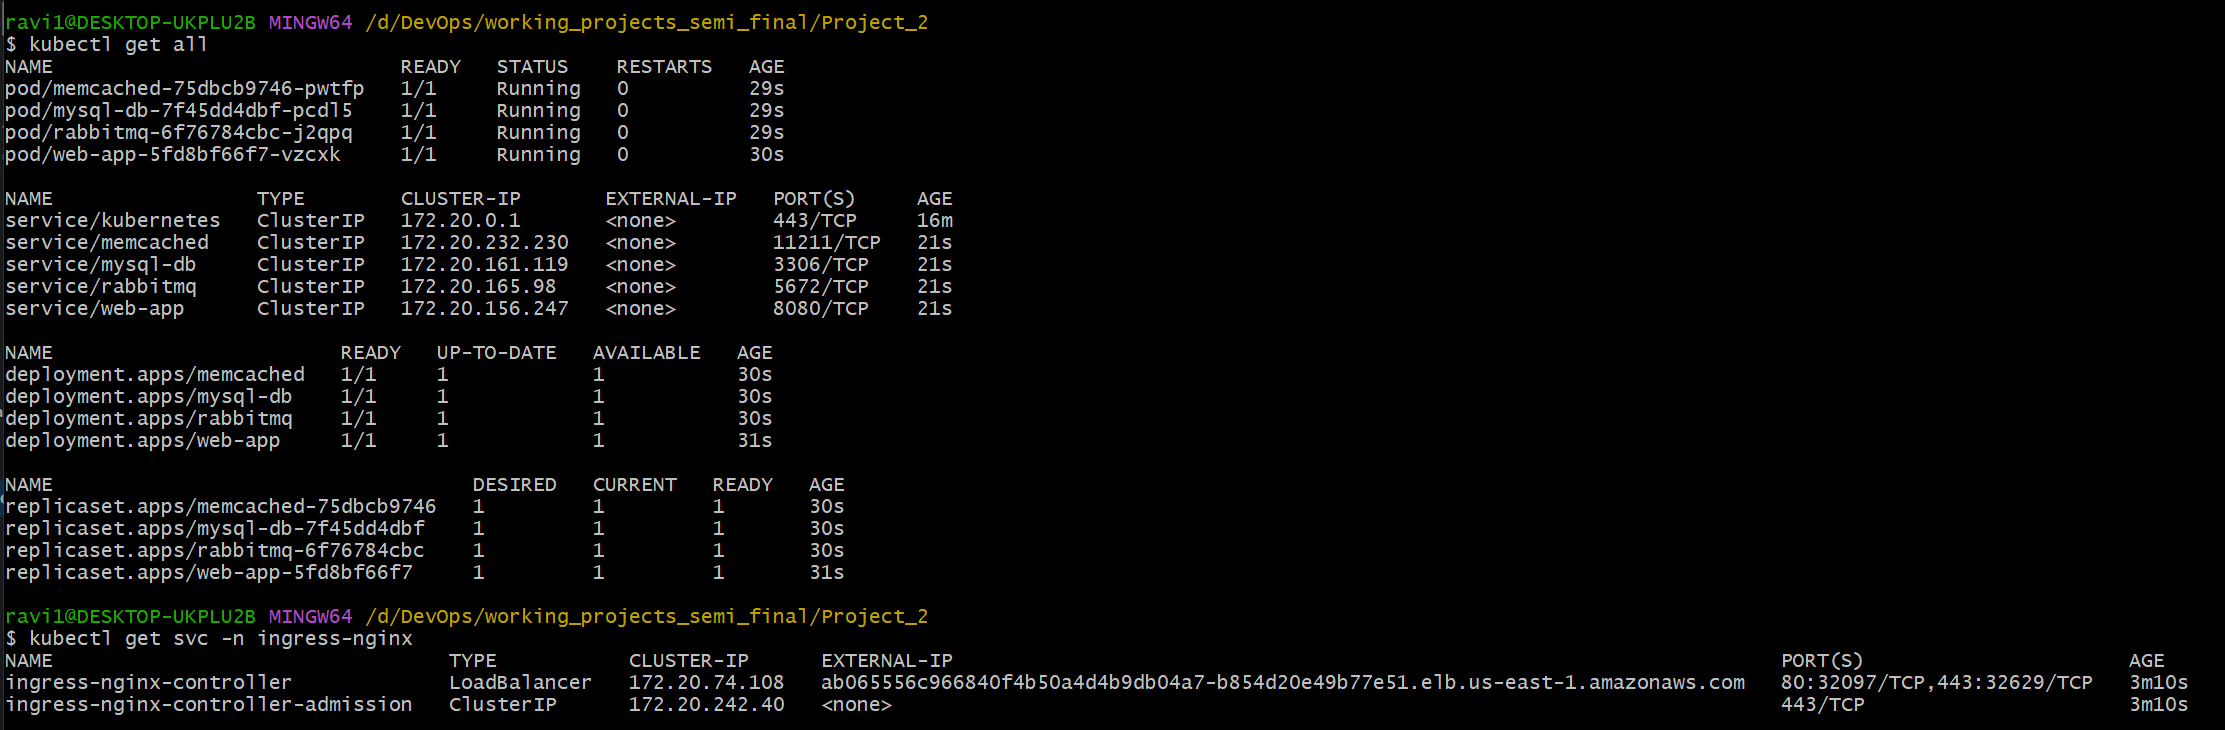 ravi1@DESKTOP-UKPLU2B MINGW64 /d/DevOps/working_projects_semi_final/Project_2
$ kubectl get all
NAME                             READY   STATUS    RESTARTS   AGE
pod/memcached-75dbcb9746-pwtfp   1/1     Running   0          29s
pod/mysql-db-7f45dd4dbf-pcdl5    1/1     Running   0          29s
pod/rabbitmq-6f76784cbc-j2qpq    1/1     Running   0          29s
pod/web-app-5fd8bf66f7-vzcxk     1/1     Running   0          30s

NAME                 TYPE        CLUSTER-IP       EXTERNAL-IP   PORT(S)     AGE
service/kubernetes   ClusterIP   172.20.0.1       <none>        443/TCP     16m
service/memcached    ClusterIP   172.20.232.230   <none>        11211/TCP   21s
service/mysql-db     ClusterIP   172.20.161.119   <none>        3306/TCP    21s
service/rabbitmq     ClusterIP   172.20.165.98    <none>        5672/TCP    21s
service/web-app      ClusterIP   172.20.156.247   <none>        8080/TCP    21s

NAME                        READY   UP-TO-DATE   AVAILABLE   AGE
deployment.apps/memcached   1/1     1            1           30s
deployment.apps/mysql-db    1/1     1            1           30s
deployment.apps/rabbitmq    1/1     1            1           30s
deployment.apps/web-app     1/1     1            1           31s

NAME                                   DESIRED   CURRENT   READY   AGE
replicaset.apps/memcached-75dbcb9746   1         1         1       30s
replicaset.apps/mysql-db-7f45dd4dbf    1         1         1       30s
replicaset.apps/rabbitmq-6f76784cbc    1         1         1       30s
replicaset.apps/web-app-5fd8bf66f7     1         1         1       31s

ravi1@DESKTOP-UKPLU2B MINGW64 /d/DevOps/working_projects_semi_final/Project_2
$ kubectl get svc -n ingress-nginx
NAME                                 TYPE           CLUSTER-IP      EXTERNAL-IP                                                                     PORT(S)                      AGE
ingress-nginx-controller             LoadBalancer   172.20.74.108   ab065556c966840f4b50a4d4b9db04a7-b854d20e49b77e51.elb.us-east-1.amazonaws.com   80:32097/TCP,443:32629/TCP   3m10s
ingress-nginx-controller-admission   ClusterIP      172.20.242.40   <none>                                                                          443/TCP                      3m10s